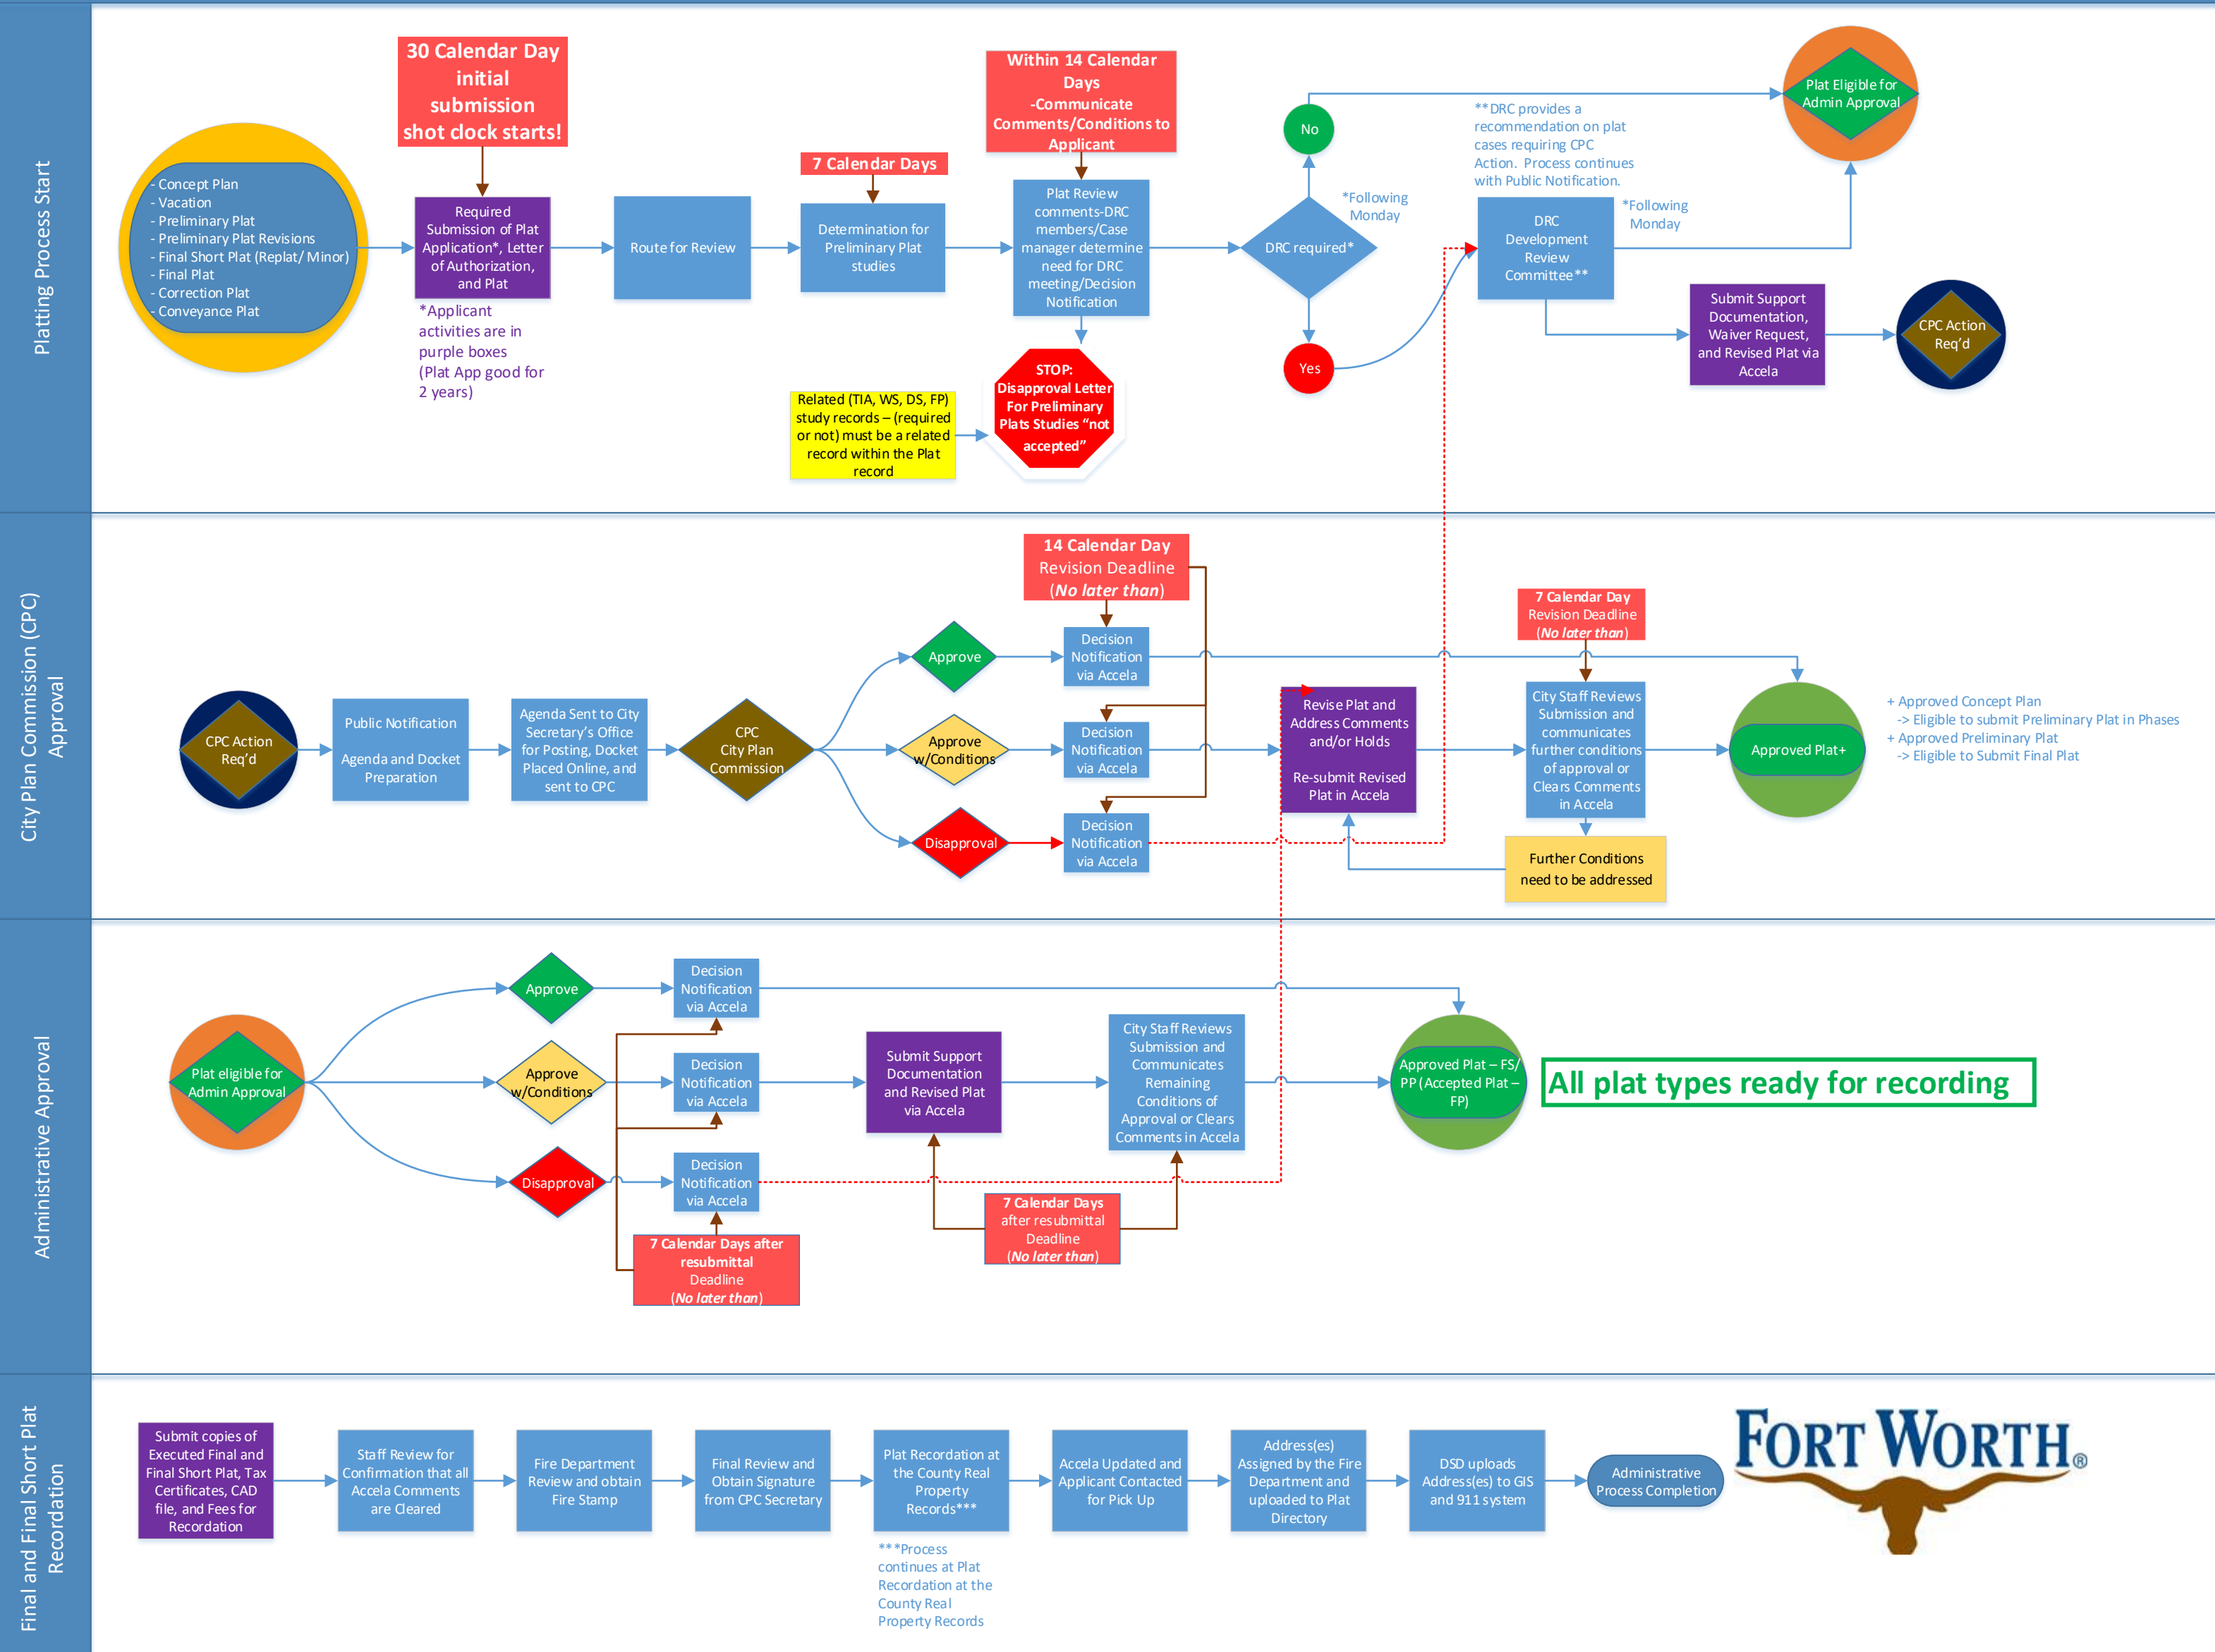 Platting Process Start
30 Calendar Day
initial
submission
shot clock starts!
- Concept Plan
- Vacation
- Preliminary Plat
- Preliminary Plat Revisions
- Final Short Plat (Replat/ Minor)
- Final Plat
- Correction Plat
- Conveyance Plat
Required
Submission of Plat
Application*, Letter
of Authorization,
and Plat
*Applicant
activities are in
purple boxes
(Plat App good for
2 years)
Route for Review
7 Calendar Days
Determination for
Preliminary Plat
studies
Within 14 Calendar
Days
-Communicate
Comments/Conditions to
Applicant
Plat Review
comments-DRC
members/Case
manager determine
need for DRC
meeting/Decision
Notification
STOP:
Disapproval Letter
For Preliminary
Plats Studies “not
accepted”
Related (TIA, WS, DS, FP)
study records – (required
or not) must be a related
record within the Plat
record
No
DRC required*
*Following
Monday
Yes
**DRC provides a
recommendation on plat
cases requiring CPC
Action. Process continues
with Public Notification.
DRC
Development
Review
Committee**
*Following
Monday
Plat Eligible for
Admin Approval
Submit Support
Documentation,
Waiver Request,
and Revised Plat via
Accela
CPC Action
Req’d
City Plan Commission (CPC)
Approval
CPC Action
Req’d
Public Notification
Agenda and Docket
Preparation
Agenda Sent to City
Secretary’s Office
for Posting, Docket
Placed Online, and
sent to CPC
CPC
City Plan
Commission
Approve
Approve
w/Conditions
Disapproval
14 Calendar Day
Revision Deadline
(No later than)
Decision
Notification
via Accela
Decision
Notification
via Accela
Decision
Notification
via Accela
Revise Plat and
Address Comments
and/or Holds
Re-submit Revised
Plat in Accela
7 Calendar Day
Revision Deadline
(No later than)
City Staff Reviews
Submission and
communicates
further conditions
of approval or
Clears Comments
in Accela
Further Conditions
need to be addressed
Approved Plat+
+ Approved Concept Plan
-> Eligible to submit Preliminary Plat in Phases
+ Approved Preliminary Plat
-> Eligible to Submit Final Plat
Administrative Approval
Plat eligible for
Admin Approval
Approve
Approve
w/Conditions
Disapproval
Decision
Notification
via Accela
Decision
Notification
via Accela
Decision
Notification
via Accela
7 Calendar Days after
resubmittal
Deadline
(No later than)
Submit Support
Documentation
and Revised Plat
via Accela
7 Calendar Days
after resubmittal
Deadline
(No later than)
City Staff Reviews
Submission and
Communicates
Remaining
Conditions of
Approval or Clears
Comments in Accela
Approved Plat – FS/
PP (Accepted Plat –
FP)
All plat types ready for recording
Final and Final Short Plat
Recordation
Submit copies of
Executed Final and
Final Short Plat, Tax
Certificates, CAD
file, and Fees for
Recordation
Staff Review for
Confirmation that all
Accela Comments
are Cleared
Fire Department
Review and obtain
Fire Stamp
Final Review and
Obtain Signature
from CPC Secretary
Plat Recordation at
the County Real
Property
Records***
***Process
continues at Plat
Recordation at the
County Real
Property Records
Accela Updated and
Applicant Contacted
for Pick Up
Address(es)
Assigned by the Fire
Department and
uploaded to Plat
Directory
DSD uploads
Address(es) to GIS
and 911 system
Administrative
Process Completion
FORT WORTH®